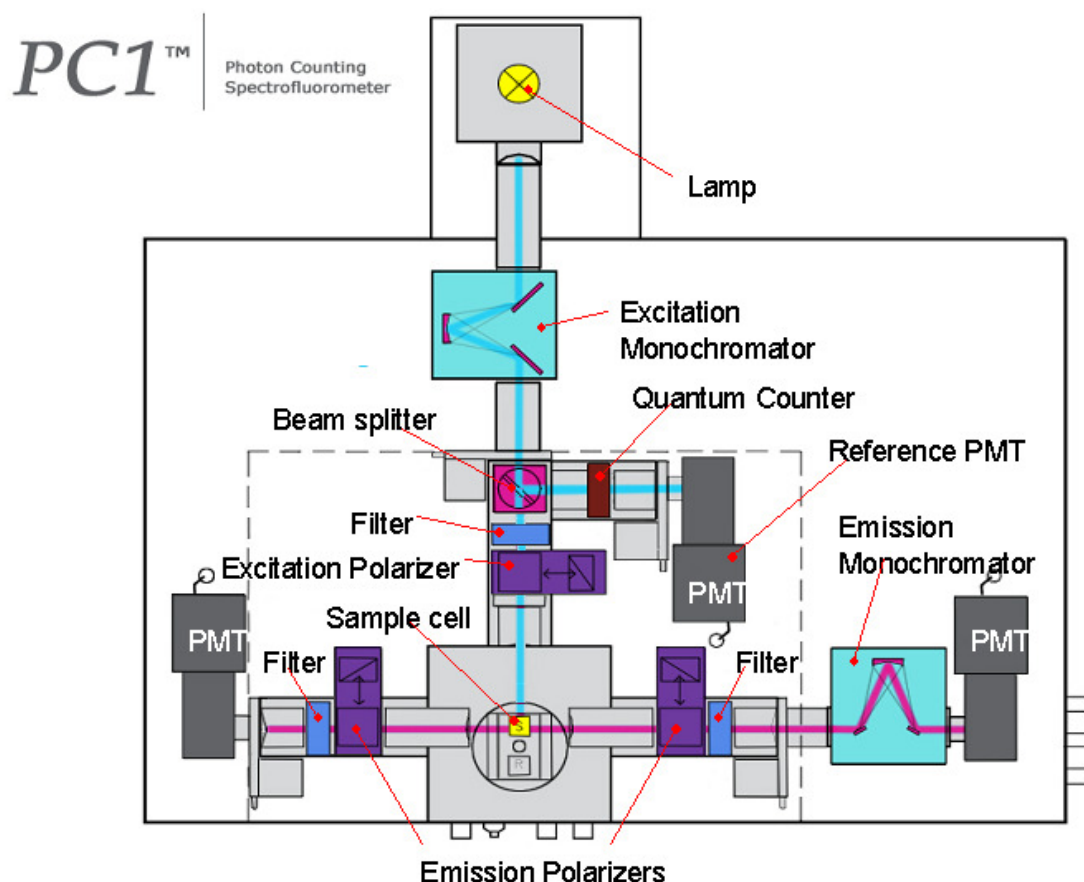 PC1™
Photon Counting
Spectrofluorometer
Lamp
Excitation
Monochromator
Quantum Counter
Beam splitter
Reference PMT
Filter
Emission
Monochromator
Excitation Polarizer
PMT
PMT
PMT
Sample cell
Filter
Filter
S
R
Emission Polarizers